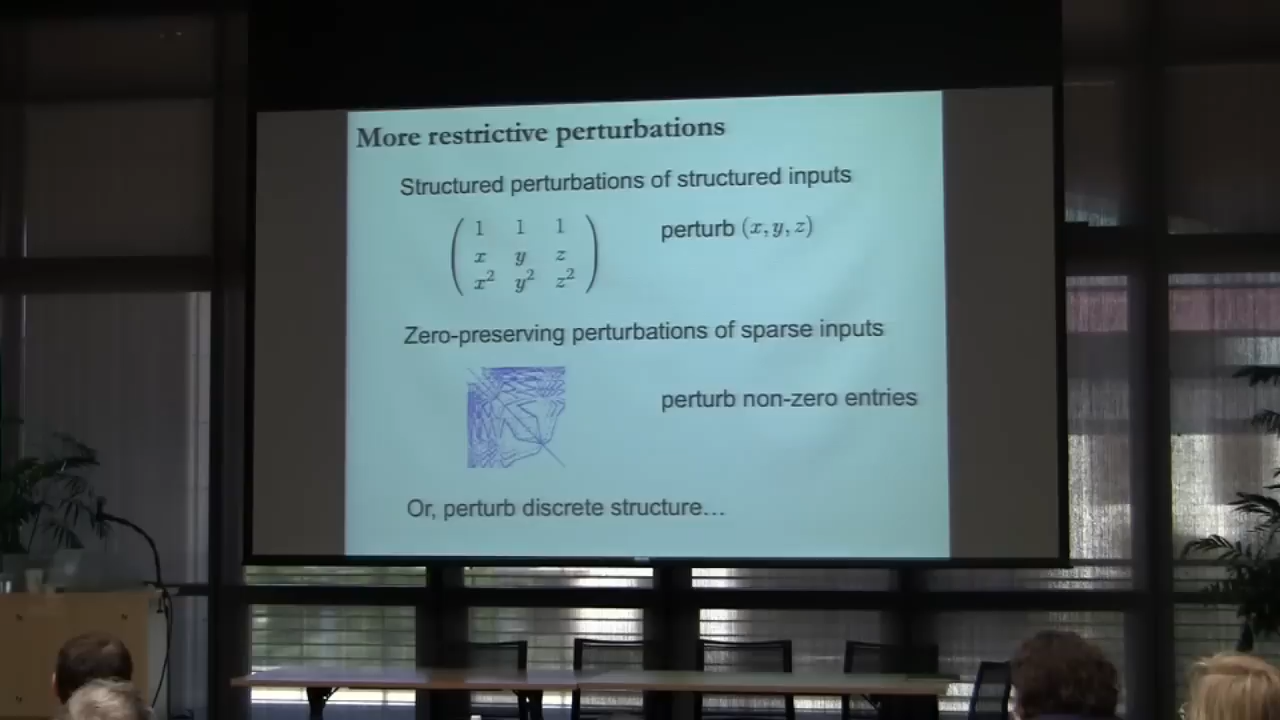 More restrictive perturbations
Structured perturbations of structured inputs
1 1 1
x y z
x² y² z²
perturb (x, y, z)
Zero-preserving perturbations of sparse inputs
perturb non-zero entries
Or, perturb discrete structure…